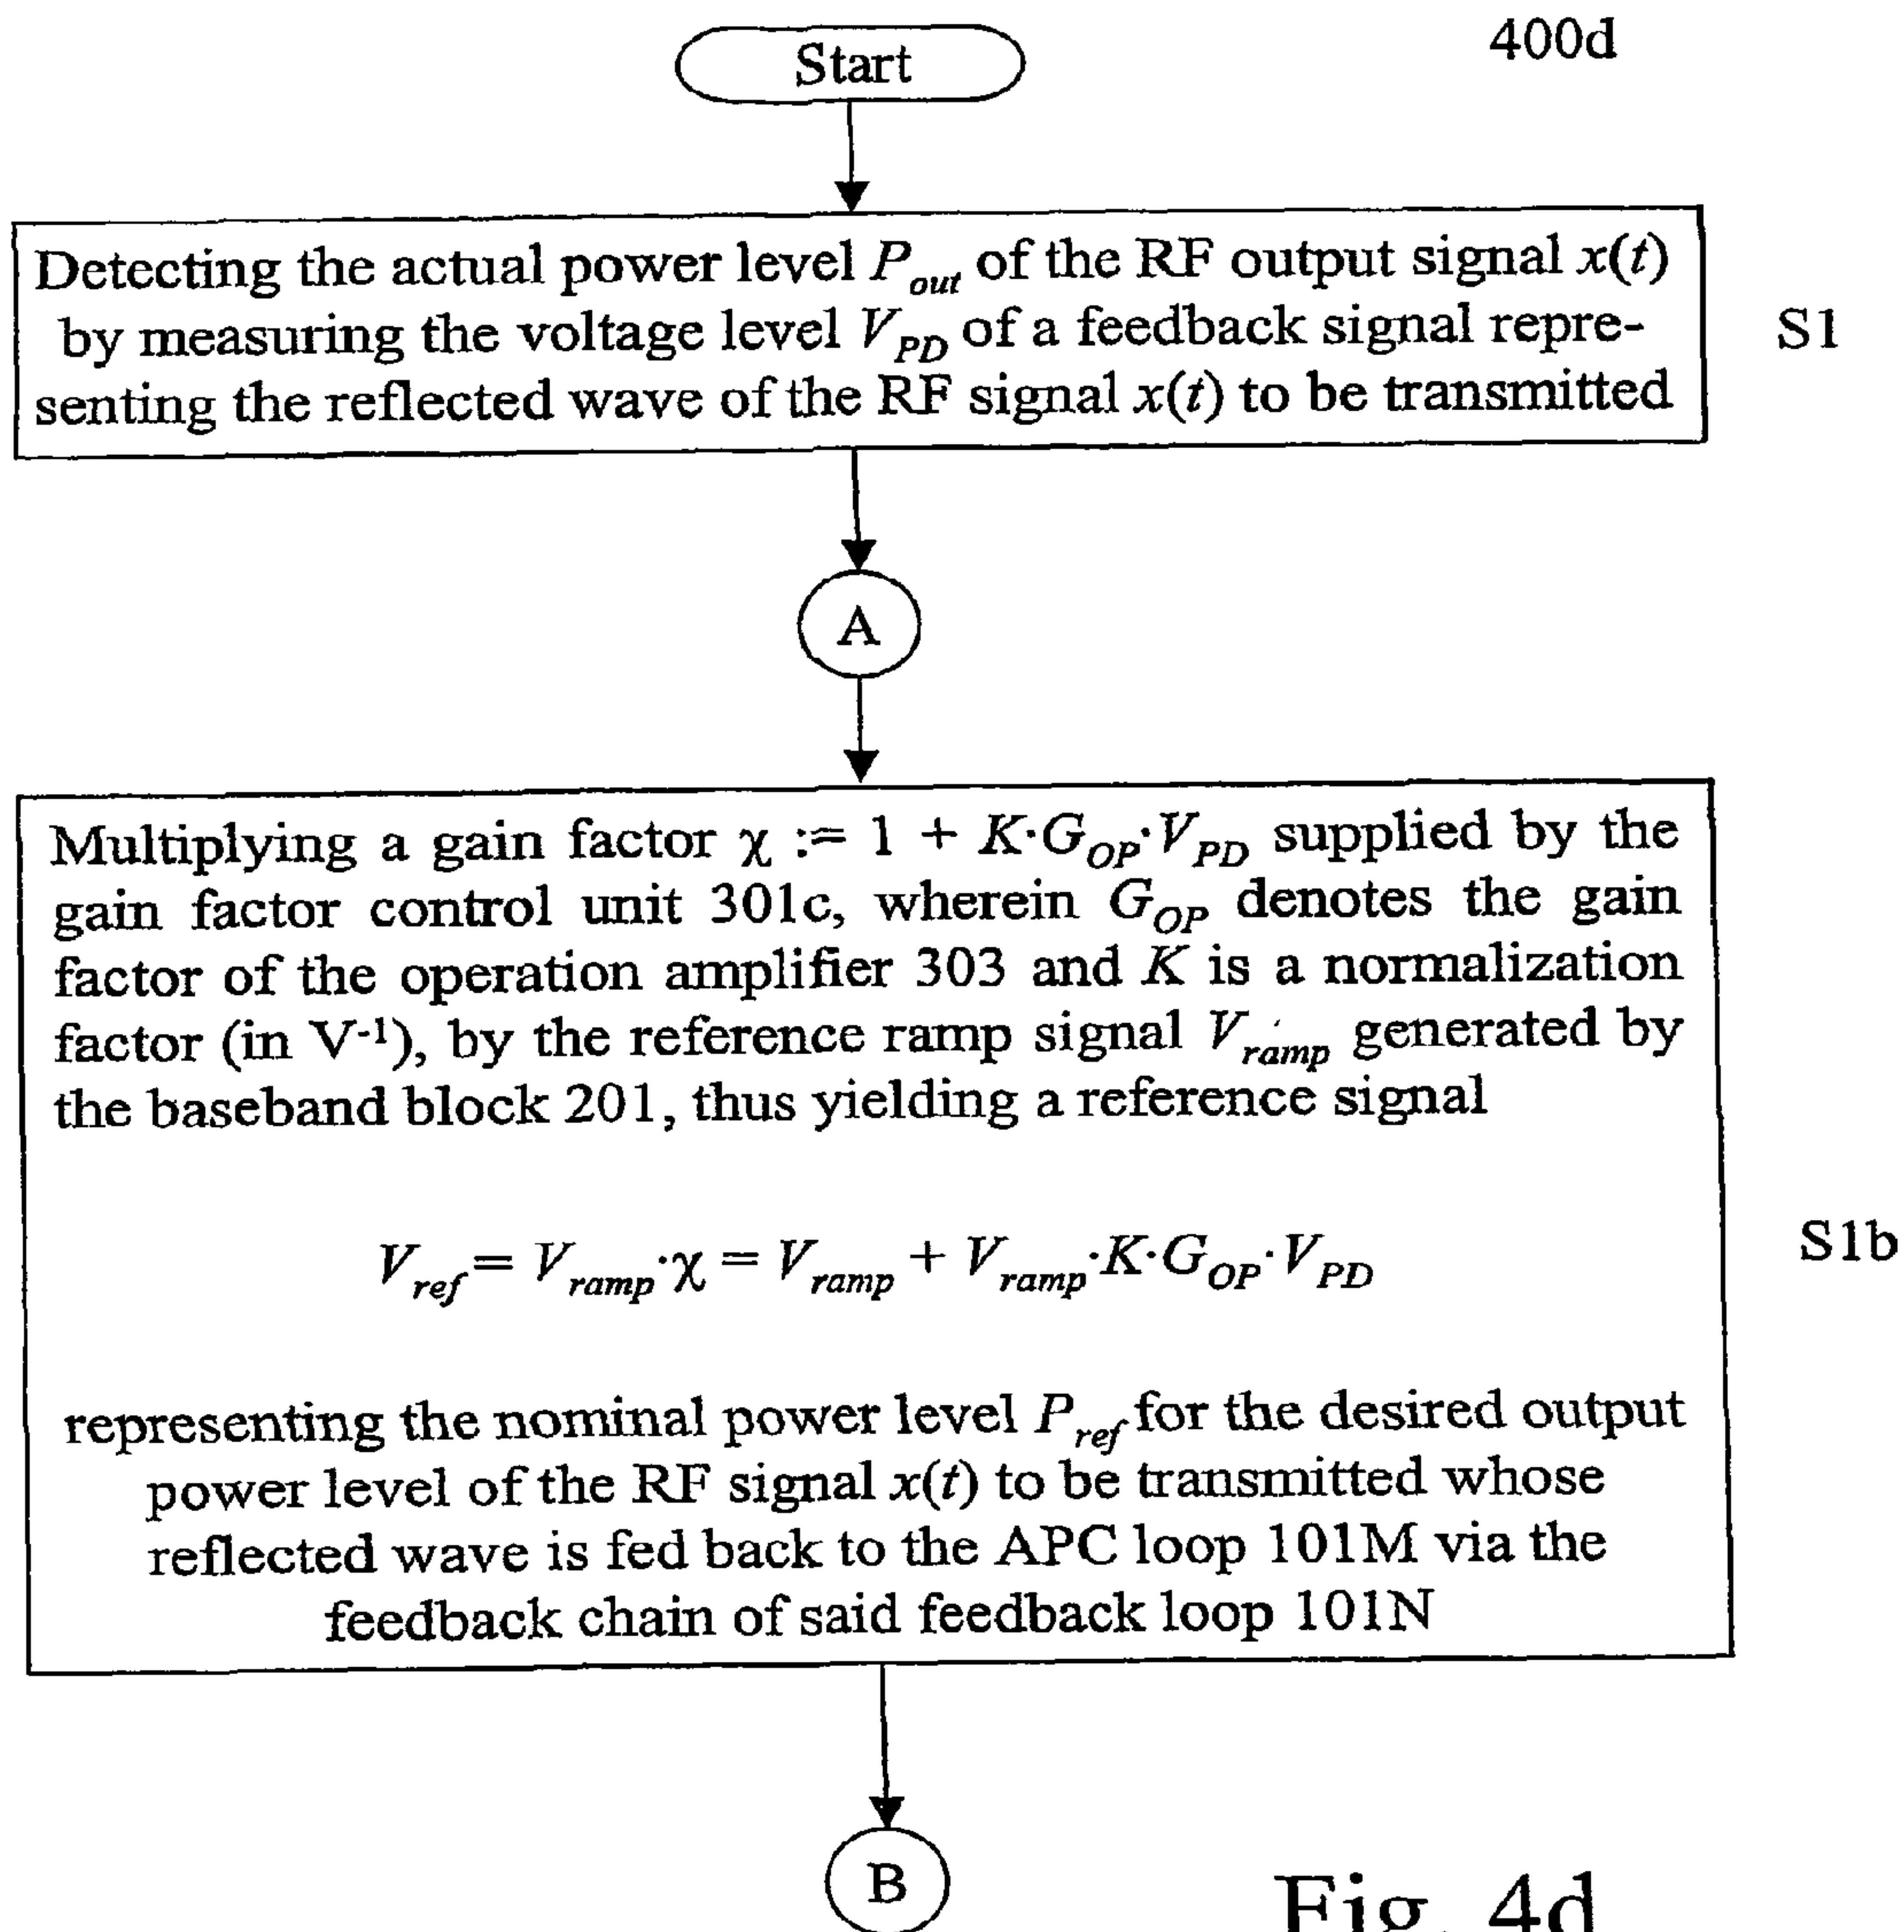 400d
Start
Detecting the actual power level P_out of the RF output signal x(t)
by measuring the voltage level V_PD of a feedback signal repre-
senting the reflected wave of the RF signal x(t) to be transmitted
S1
A
Multiplying a gain factor χ := 1 + K·G_OP·V_PD supplied by the
gain factor control unit 301c, wherein G_OP denotes the gain
factor of the operation amplifier 303 and K is a normalization
factor (in V⁻¹), by the reference ramp signal V_ramp generated by
the baseband block 201, thus yielding a reference signal
V_ref = V_ramp·χ = V_ramp + V_ramp·K·G_OP·V_PD
S1b
representing the nominal power level P_ref for the desired output
power level of the RF signal x(t) to be transmitted whose
reflected wave is fed back to the APC loop 101M via the
feedback chain of said feedback loop 101N
B
Fig. 4d